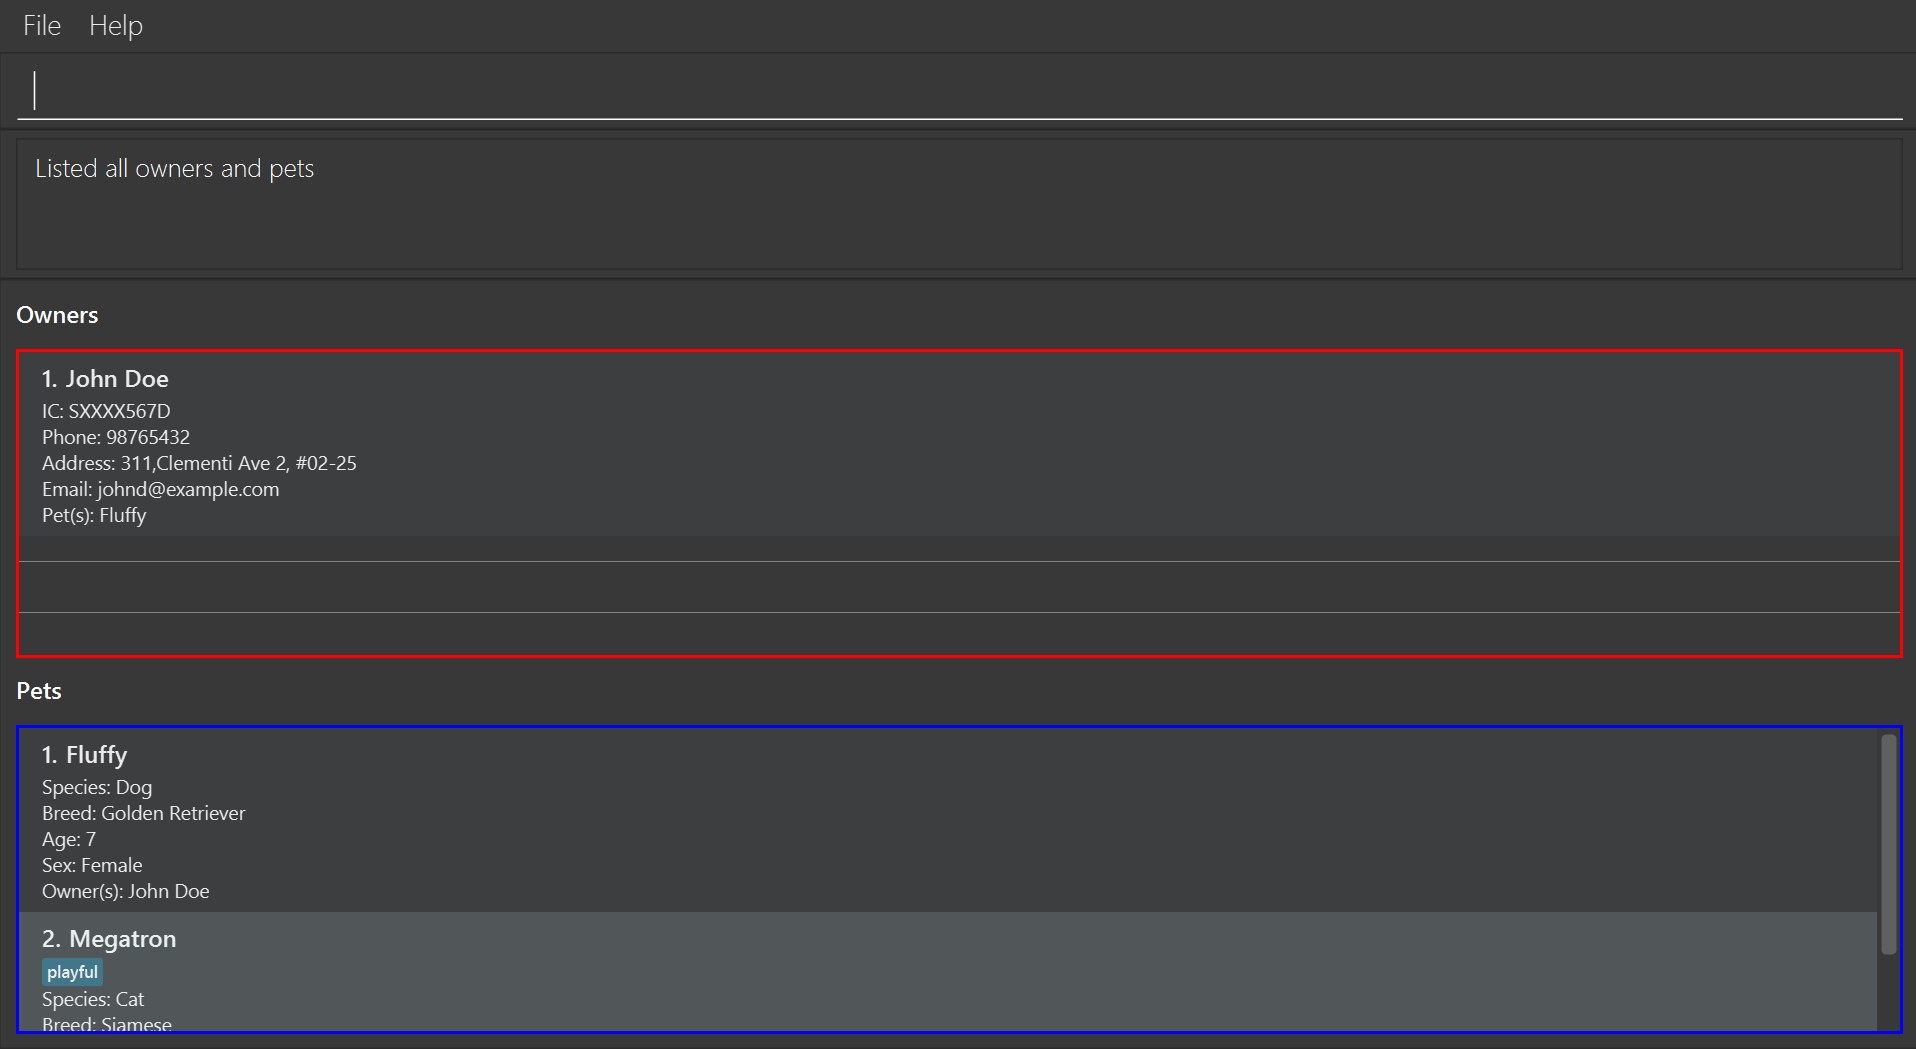 File Help
Listed all owners and pets
Owners
1. John Doe
IC: SXXXX567D
Phone: 98765432
Address: 311,Clementi Ave 2, #02-25
Email: johnd@example.com
Pet(s): Fluffy
Pets
1. Fluffy
Species: Dog
Breed: Golden Retriever
Age: 7
Sex: Female
Owner(s): John Doe
2. Megatron
playful
Species: Cat
Breed: Siamese